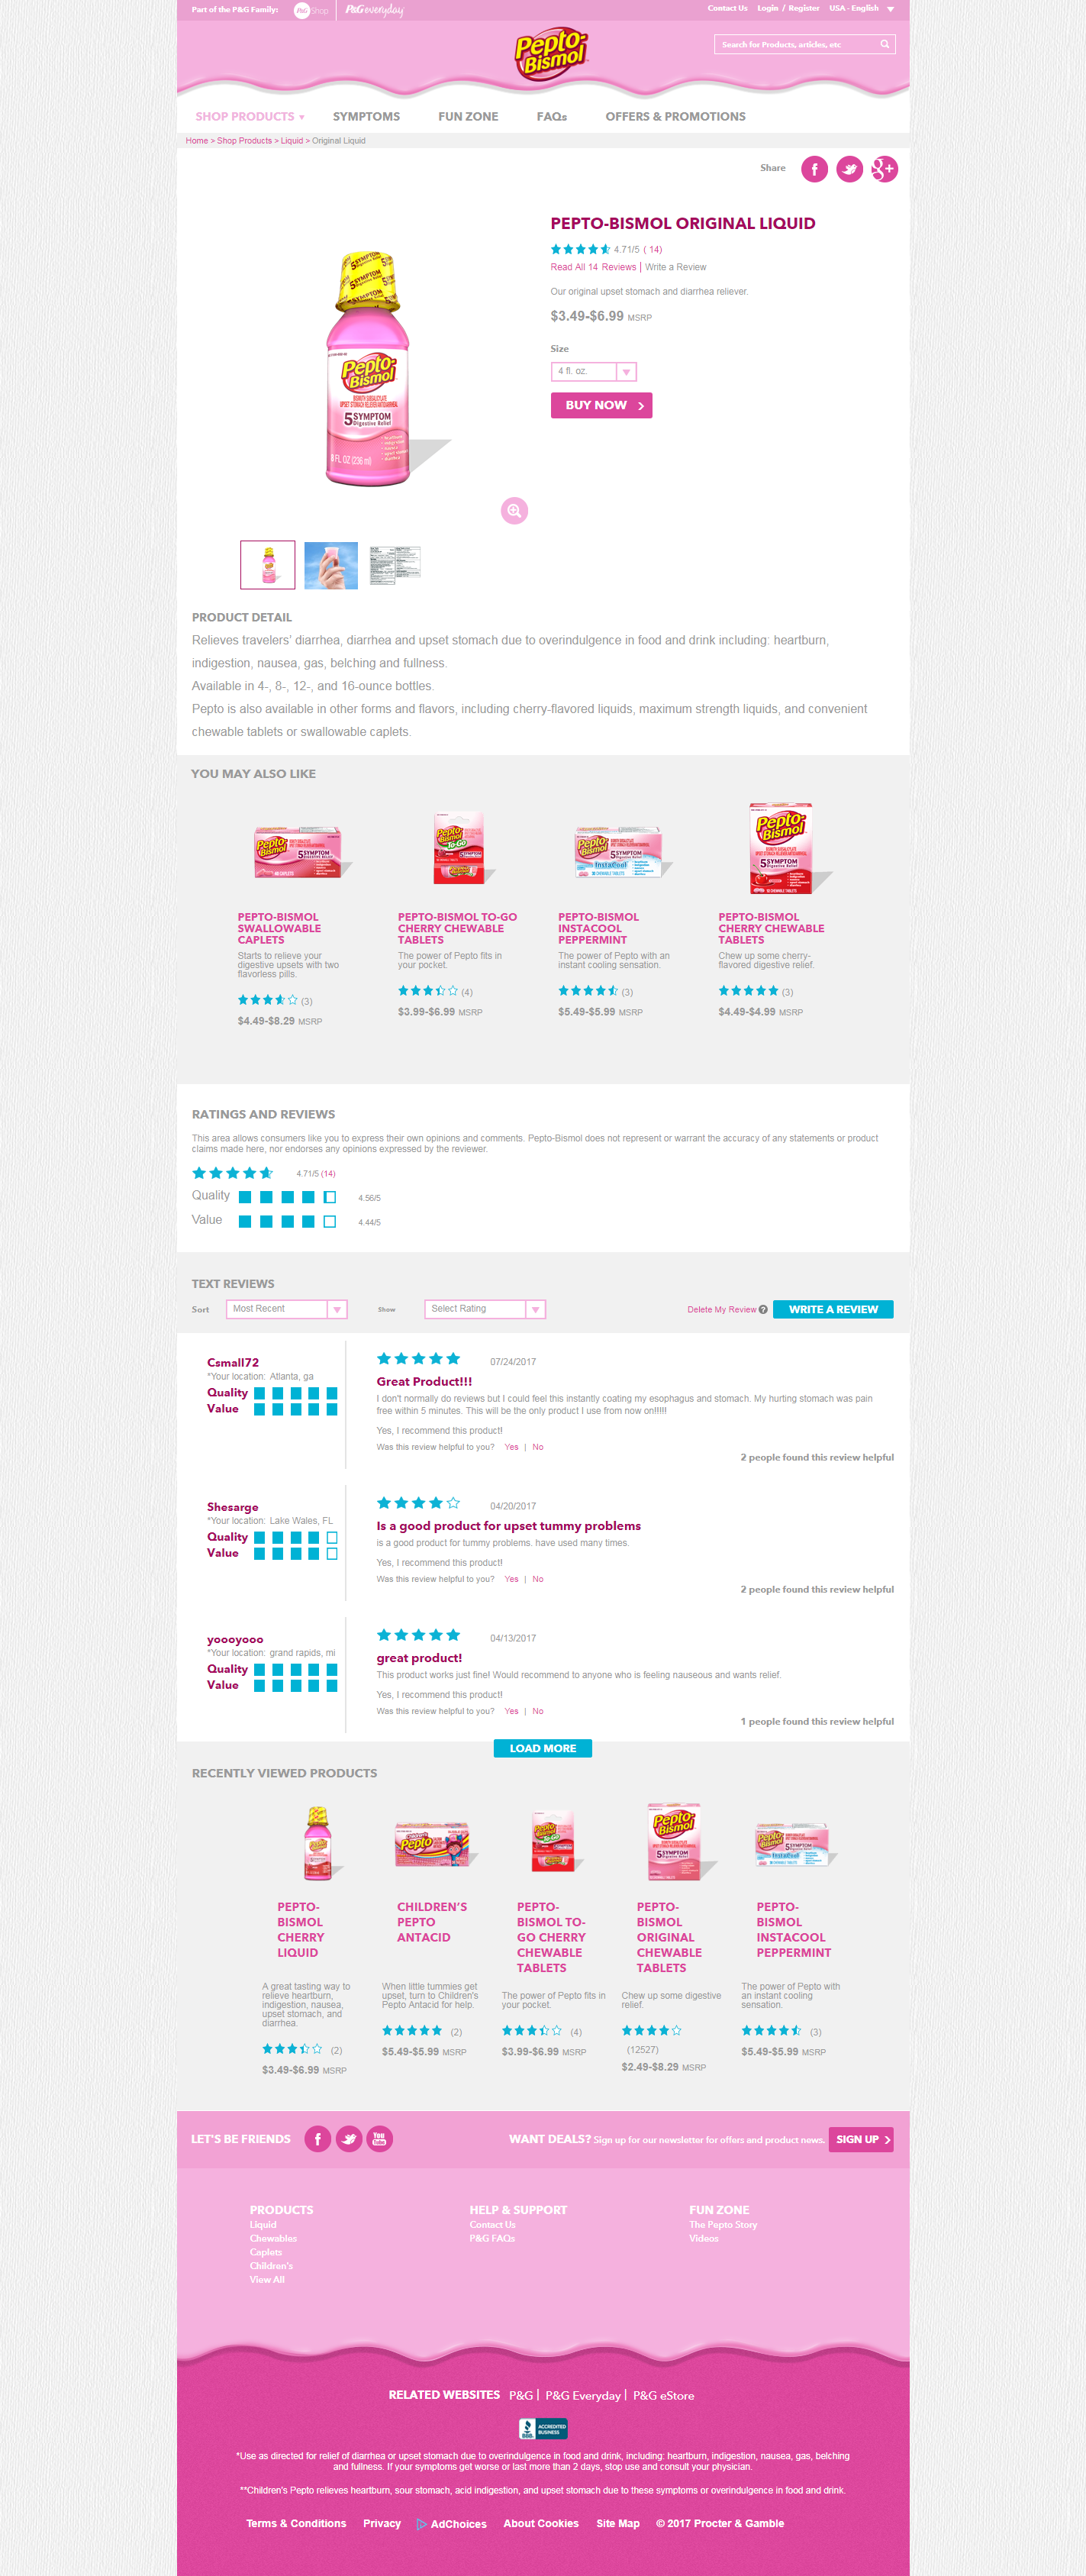 Part of the P&G Family: P&G Shop P&G everyday
Contact Us Login / Register USA - English
Pepto-Bismol
Search for Products, articles, etc
SHOP PRODUCTS SYMPTOMS FUN ZONE FAQs OFFERS & PROMOTIONS
Home > Shop Products > Liquid > Original Liquid
Share
PEPTO-BISMOL ORIGINAL LIQUID
4.71/5 ( 14)
Read All 14 Reviews | Write a Review
Our original upset stomach and diarrhea reliever.
$3.49-$6.99 MSRP
Size
4 fl. oz.
BUY NOW
5 SYMPTOM
Pepto-Bismol
BISMUTH SUBSALICYLATE
UPSET STOMACH RELIEVER/ANTIDIARRHEAL
5 SYMPTOM
Digestive Relief
8 FL OZ (236 ml)
PRODUCT DETAIL
Relieves travelers' diarrhea, diarrhea and upset stomach due to overindulgence in food and drink including: heartburn,
indigestion, nausea, gas, belching and fullness.
Available in 4-, 8-, 12-, and 16-ounce bottles.
Pepto is also available in other forms and flavors, including cherry-flavored liquids, maximum strength liquids, and convenient
chewable tablets or swallowable caplets.
YOU MAY ALSO LIKE
PEPTO-BISMOL
SWALLOWABLE
CAPLETS
Starts to relieve your
digestive upsets with two
flavorless pills.
(3)
$4.49-$8.29 MSRP
PEPTO-BISMOL TO-GO
CHERRY CHEWABLE
TABLETS
The power of Pepto fits in
your pocket.
(4)
$3.99-$6.99 MSRP
PEPTO-BISMOL
INSTACOOL
PEPPERMINT
The power of Pepto with an
instant cooling sensation.
(3)
$5.49-$5.99 MSRP
PEPTO-BISMOL
CHERRY CHEWABLE
TABLETS
Chew up some cherry-
flavored digestive relief.
(3)
$4.49-$4.99 MSRP
RATINGS AND REVIEWS
This area allows consumers like you to express their own opinions and comments. Pepto-Bismol does not represent or warrant the accuracy of any statements or product
claims made here, nor endorses any opinions expressed by the reviewer.
4.71/5 (14)
Quality 4.56/5
Value 4.44/5
TEXT REVIEWS
Sort Most Recent Show Select Rating Delete My Review ? WRITE A REVIEW
Csmall72
*Your location: Atlanta, ga
Quality
Value
07/24/2017
Great Product!!!
I don't normally do reviews but I could feel this instantly coating my esophagus and stomach. My hurting stomach was pain
free within 5 minutes. This will be the only product I use from now on!!!!!
Yes, I recommend this product!
Was this review helpful to you? Yes | No
2 people found this review helpful
Shesarge
*Your location: Lake Wales, FL
Quality
Value
04/20/2017
Is a good product for upset tummy problems
is a good product for tummy problems. have used many times.
Yes, I recommend this product!
Was this review helpful to you? Yes | No
2 people found this review helpful
yoooyooo
*Your location: grand rapids, mi
Quality
Value
04/13/2017
great product!
This product works just fine! Would recommend to anyone who is feeling nauseous and wants relief.
Yes, I recommend this product!
Was this review helpful to you? Yes | No
1 people found this review helpful
LOAD MORE
RECENTLY VIEWED PRODUCTS
PEPTO-
BISMOL
CHERRY
LIQUID
A great tasting way to
relieve heartburn,
indigestion, nausea,
upset stomach, and
diarrhea.
(2)
$3.49-$6.99 MSRP
CHILDREN'S
PEPTO
ANTACID
When little tummies get
upset, turn to Children's
Pepto Antacid for help.
(2)
$5.49-$5.99 MSRP
PEPTO-
BISMOL TO-
GO CHERRY
CHEWABLE
TABLETS
The power of Pepto fits in
your pocket.
(4)
$3.99-$6.99 MSRP
PEPTO-
BISMOL
ORIGINAL
CHEWABLE
TABLETS
Chew up some digestive
relief.
(12527)
$2.49-$8.29 MSRP
PEPTO-
BISMOL
INSTACOOL
PEPPERMINT
The power of Pepto with
an instant cooling
sensation.
(3)
$5.49-$5.99 MSRP
LET'S BE FRIENDS
You Tube
WANT DEALS? Sign up for our newsletter for offers and product news. SIGN UP
PRODUCTS
Liquid
Chewables
Caplets
Children's
View All
HELP & SUPPORT
Contact Us
P&G FAQs
FUN ZONE
The Pepto Story
Videos
RELATED WEBSITES P&G | P&G Everyday | P&G eStore
BBB ACCREDITED BUSINESS
*Use as directed for relief of diarrhea or upset stomach due to overindulgence in food and drink, including: heartburn, indigestion, nausea, gas, belching
and fullness. If your symptoms get worse or last more than 2 days, stop use and consult your physician.
**Children's Pepto relieves heartburn, sour stomach, acid indigestion, and upset stomach due to these symptoms or overindulgence in food and drink.
Terms & Conditions Privacy AdChoices About Cookies Site Map © 2017 Procter & Gamble